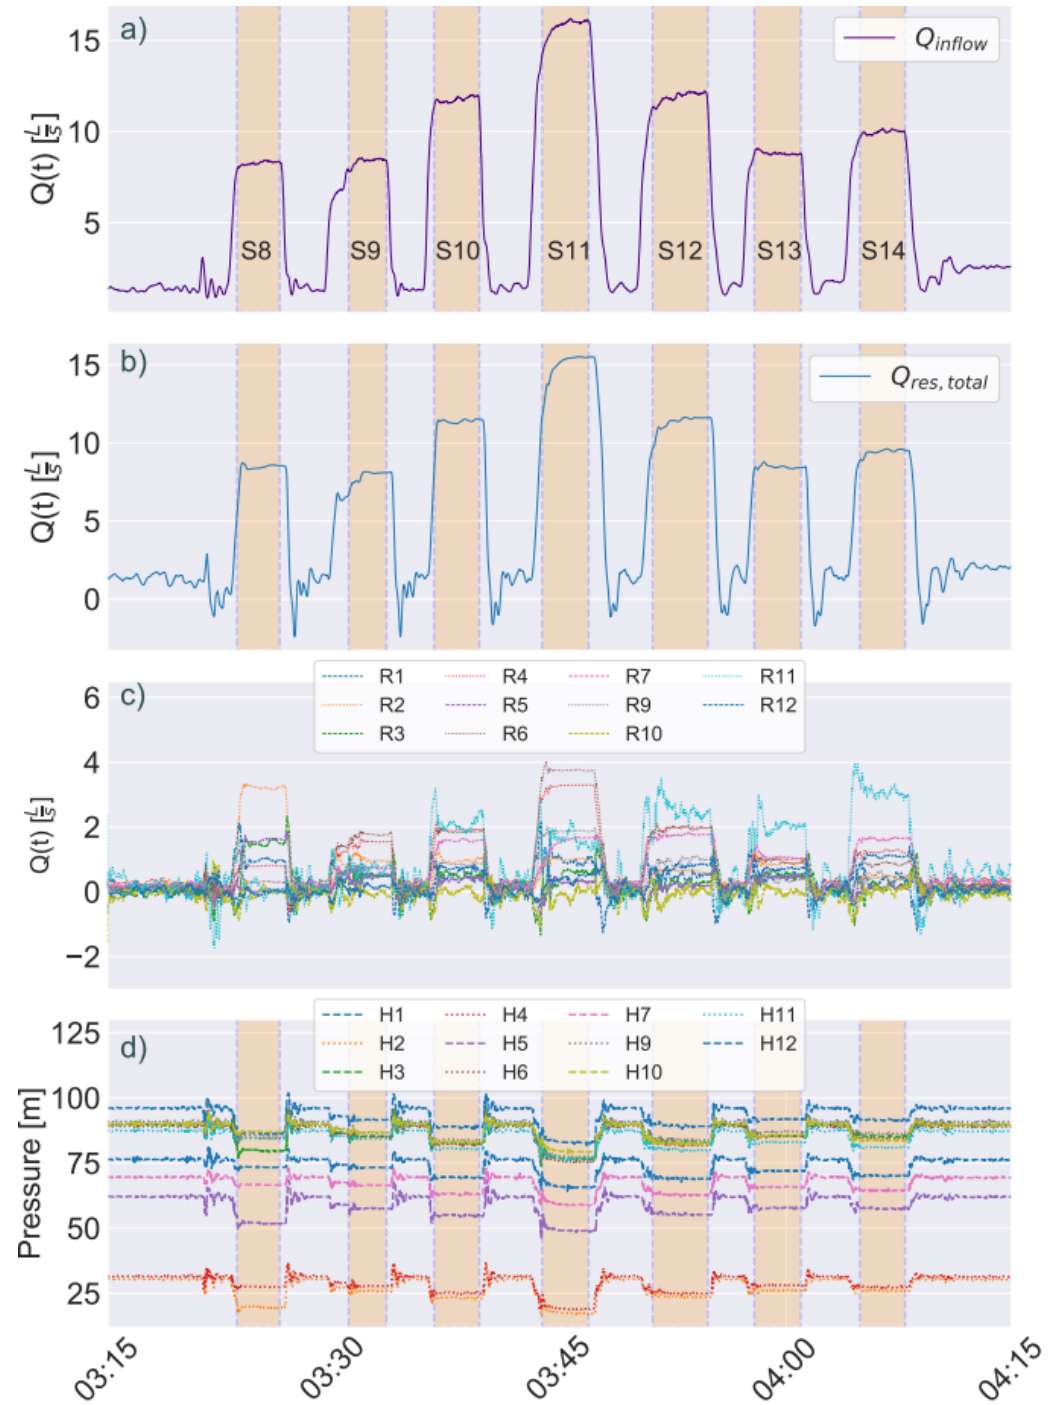 a)
Q_inflow
15
10
5
Q(t) [L/s]
S8 S9 S10 S11 S12 S13 S14
b)
Q_res, total
15
10
5
0
Q(t) [L/s]
R1 R4 R7 R11
R2 R5 R9 R12
R3 R6 R10
c)
6
4
2
0
−2
Q(t) [L/s]
H1 H4 H7 H11
H2 H5 H9 H12
H3 H6 H10
d)
125
100
75
50
25
Pressure [m]
03:15 03:30 03:45 04:00 04:15